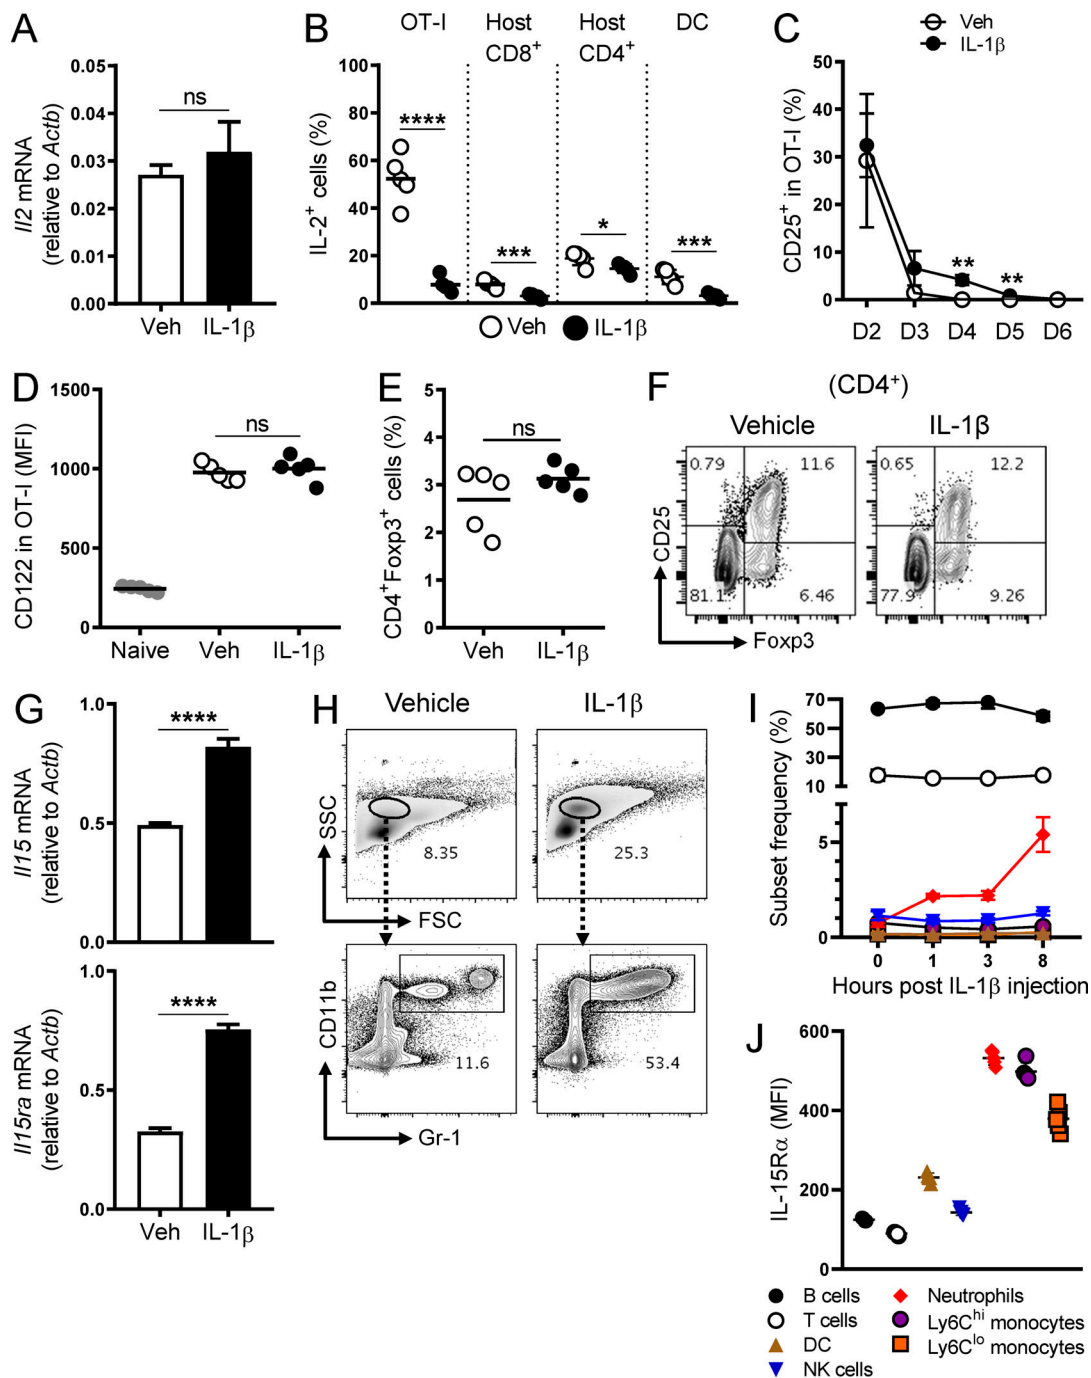 A
Il2 mRNA
(relative to Actb)
0.05
0.04
0.03
0.02
0.01
0.00
ns
Veh IL-1β
B
OT-I Host CD8⁺ Host CD4⁺ DC
IL-2⁺ cells (%)
100
80
60
40
20
0
**** *** * ***
Veh IL-1β
C
Veh
IL-1β
CD25⁺ in OT-I (%)
50
40
30
20
10
0
** **
D2 D3 D4 D5 D6
D
CD122 in OT-I (MFI)
1500
1000
500
0
ns
Naive Veh IL-1β
E
CD4⁺Foxp3⁺ cells (%)
5
4
3
2
1
0
ns
Veh IL-1β
F
(CD4⁺)
Vehicle IL-1β
0.79 11.6 0.65 12.2
81.1 6.46 77.9 9.26
CD25
Foxp3
G
Il15 mRNA
(relative to Actb)
1.0
0.5
1.0
****
Il15ra mRNA
(relative to Actb)
1.0
0.5
0.0
****
Veh IL-1β
H
Vehicle IL-1β
SSC
8.35 25.3
FSC
CD11b
11.6 53.4
Gr-1
I
Subset frequency (%)
70
50
30
10
5
0
0 1 3 8
Hours post IL-1β injection
J
IL-15Rα (MFI)
600
400
200
0
B cells
T cells
DC
NK cells
Neutrophils
Ly6Cʰⁱ monocytes
Ly6Cˡᵒ monocytes